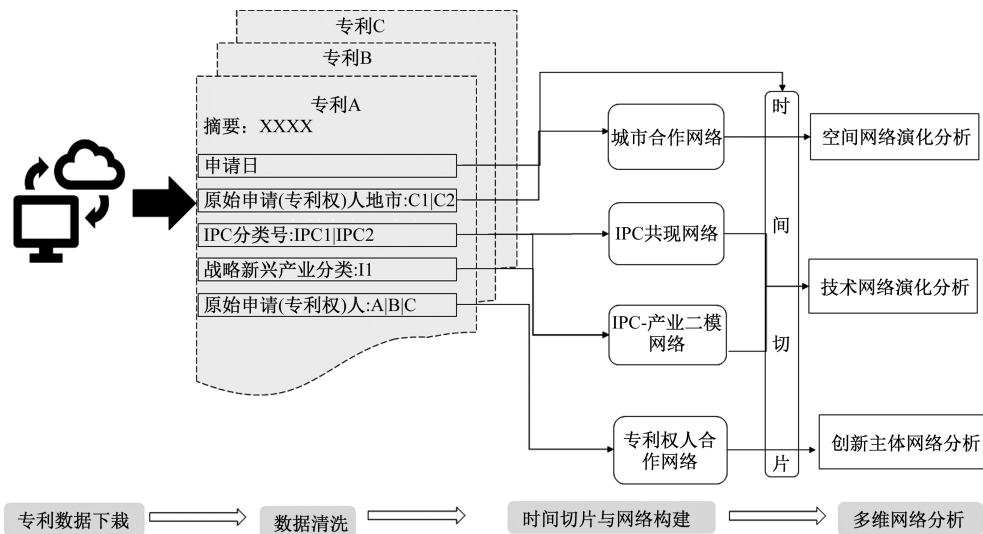 专利C
专利B
专利A
摘要：XXXX
申请日
原始申请(专利权)人地市:C1|C2
IPC分类号:IPC1|IPC2
战略新兴产业分类:I1
原始申请(专利权)人:A|B|C
城市合作网络
IPC共现网络
IPC-产业二模
网络
专利权人合
作网络
时
间
切
片
空间网络演化分析
技术网络演化分析
创新主体网络分析
专利数据下载
数据清洗
时间切片与网络构建
多维网络分析